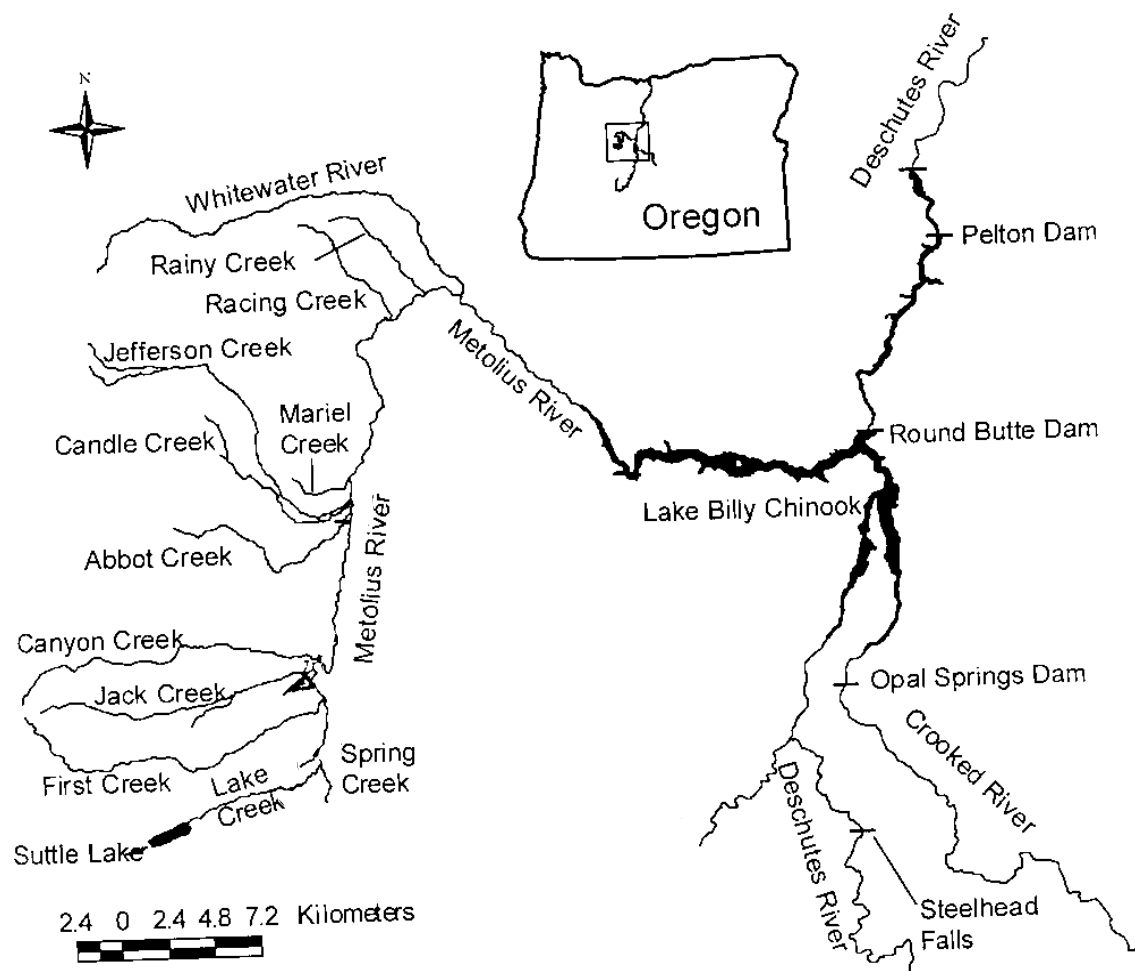 N
Deschutes River
Whitewater River
Oregon
Pelton Dam
Rainy Creek
Racing Creek
Jefferson Creek
Metolius River
Mariel
Creek
Candle Creek
Round Butte Dam
Lake Billy Chinook
Abbot Creek
Metolius River
Canyon Creek
Jack Creek
Opal Springs Dam
Crooked River
First Creek
Lake
Creek
Spring
Creek
Deschutes River
Suttle Lake
Steelhead
Falls
2.4 0 2.4 4.8 7.2 Kilometers